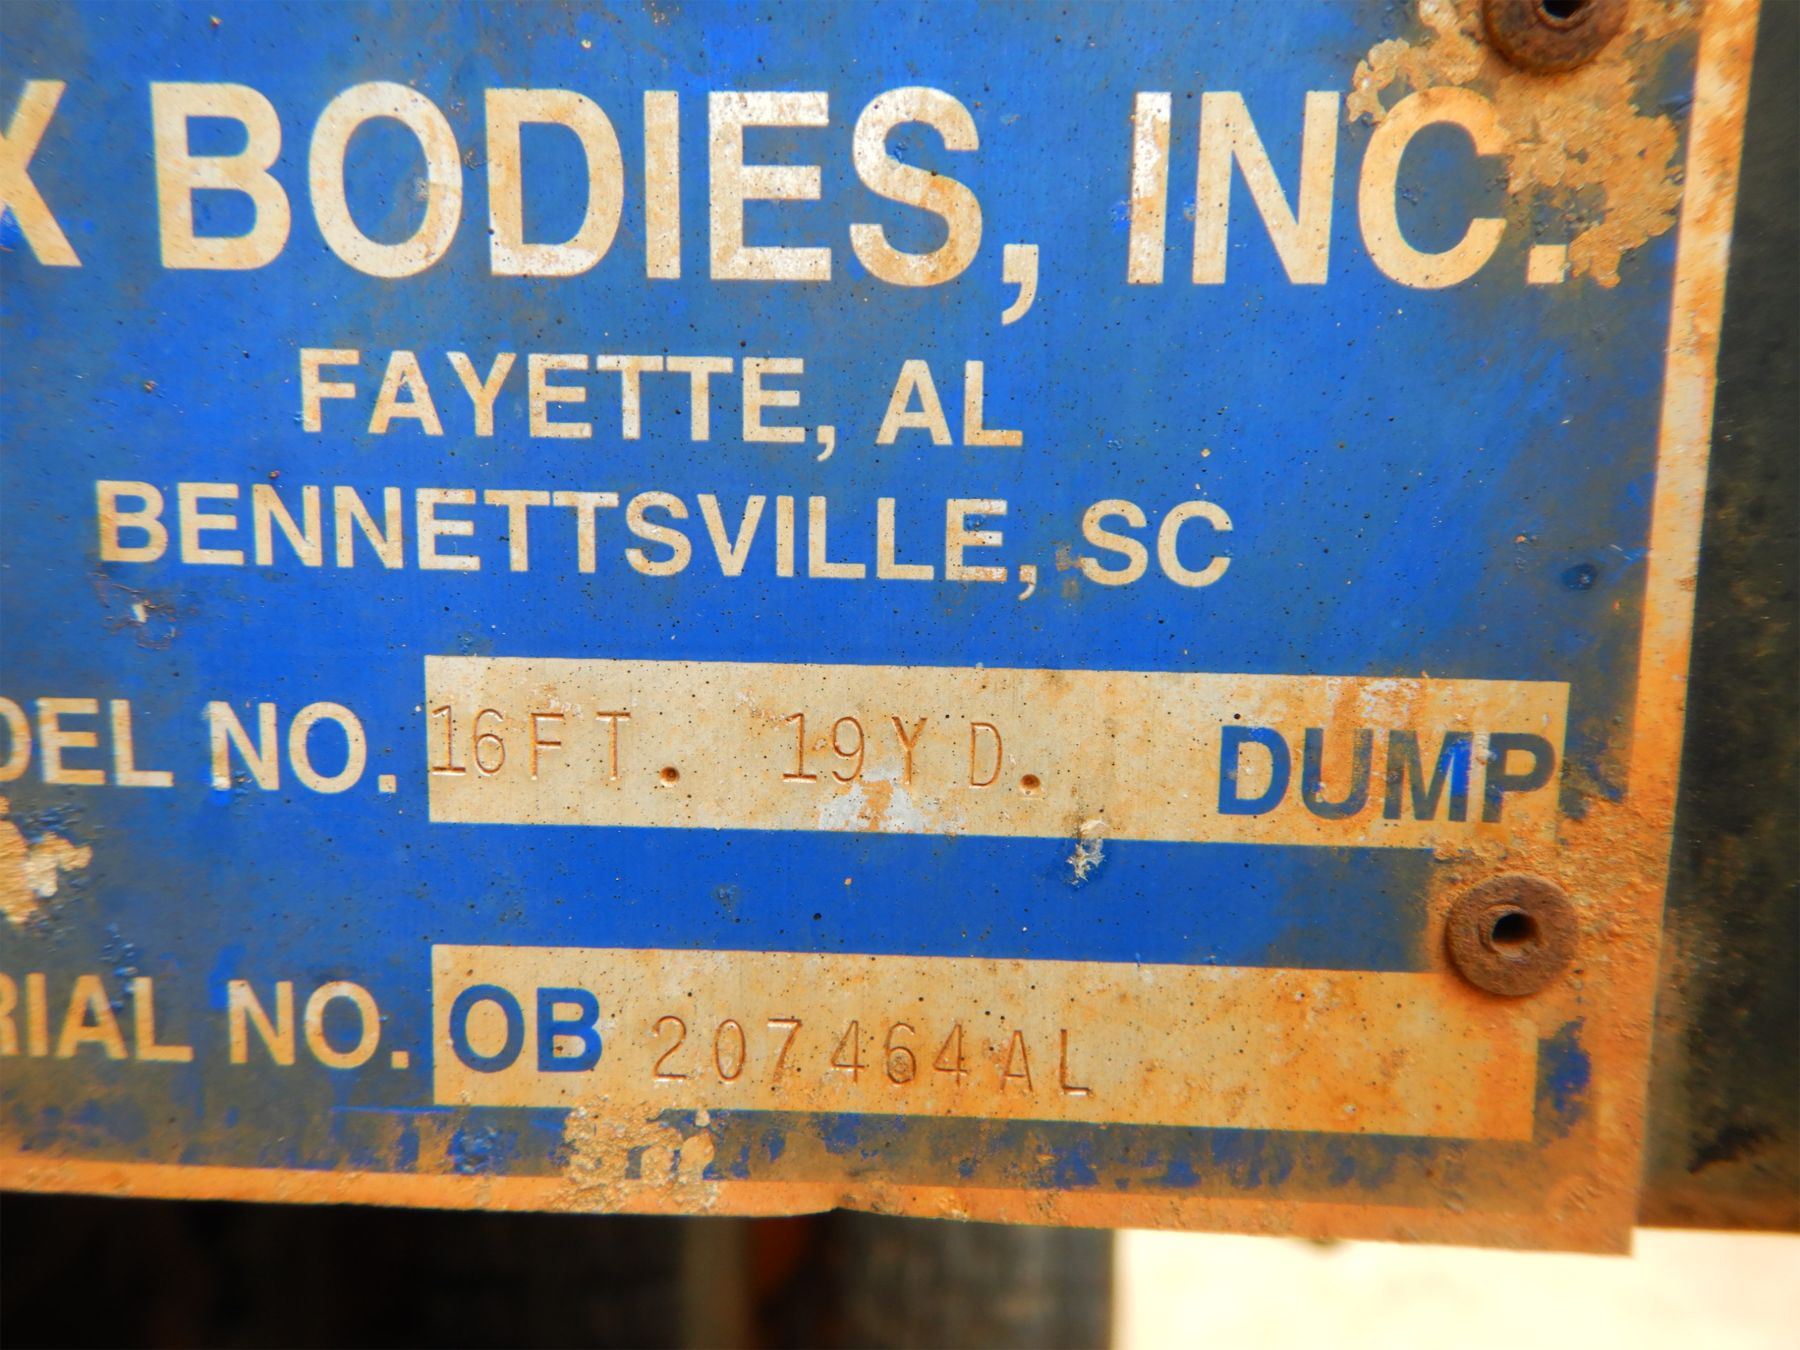 X BODIES, INC.
FAYETTE, AL
BENNETTSVILLE, SC
DEL NO. 16FT. 19YD. DUMP
RIAL NO. OB 207464AL